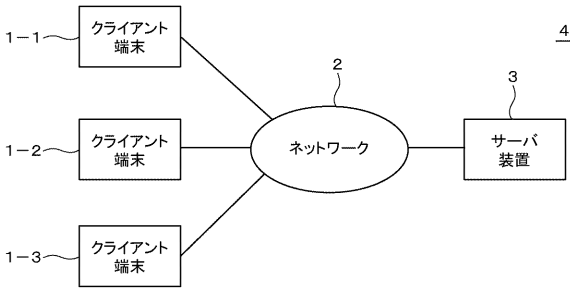 1-1
クライアント
端末
4
2
3
1-2
クライアント
端末
ネットワーク
サーバ
装置
1-3
クライアント
端末